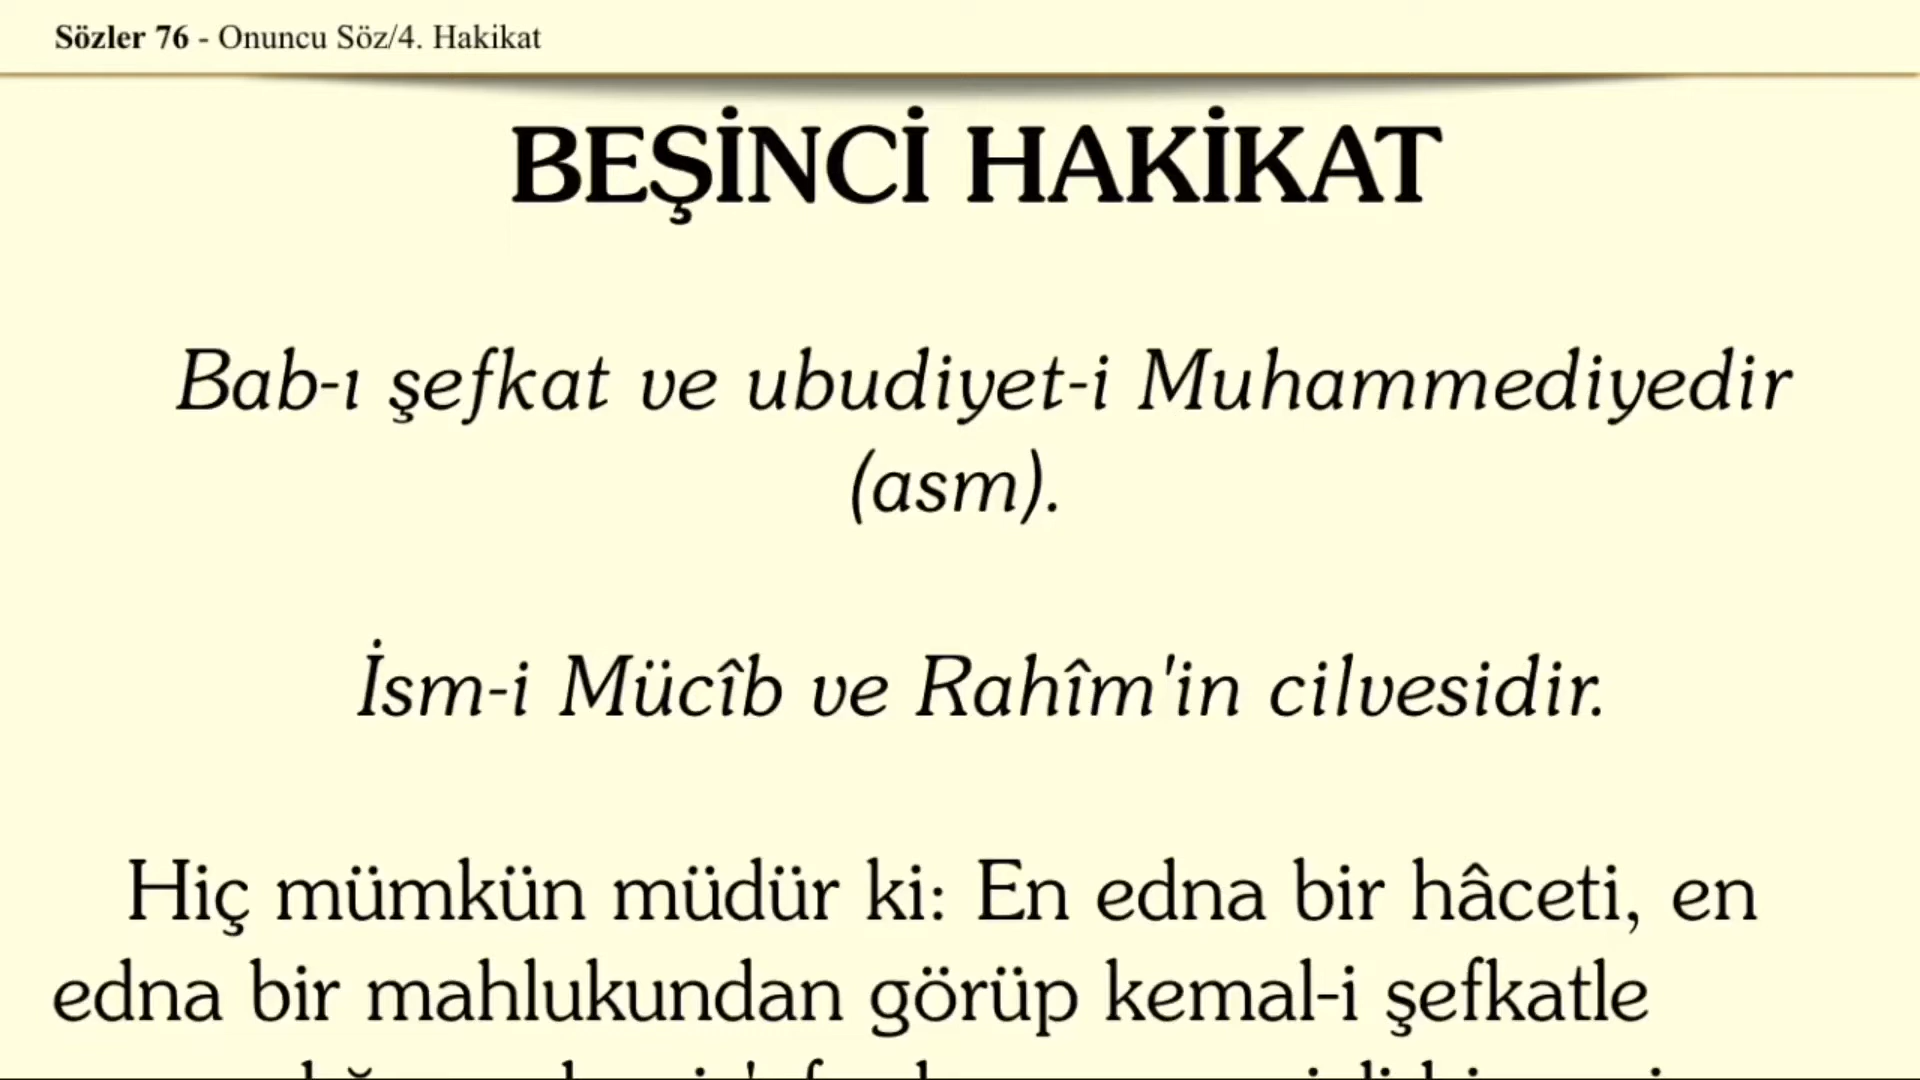 Sözler 76 - Onuncu Söz/4. Hakikat
BEŞİNCİ HAKİKAT
Bab-ı şefkat ve ubudiyet-i Muhammediyedir
(asm).
İsm-i Mücîb ve Rahîm'in cilvesidir.
Hiç mümkün müdür ki: En edna bir hâceti, en
edna bir mahlukundan görüp kemal-i şefkatle